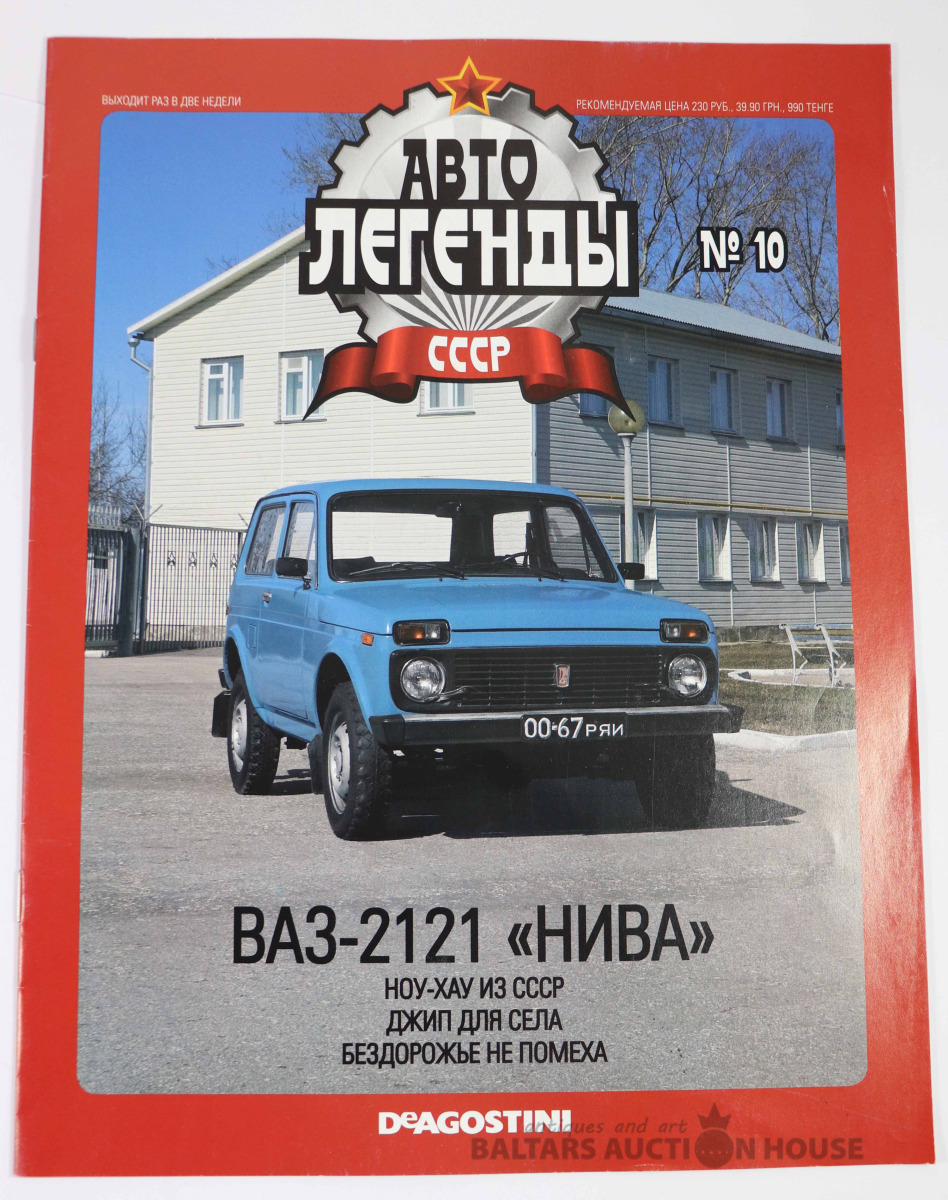 ВЫХОДИТ РАЗ В ДВЕ НЕДЕЛИ
РЕКОМЕНДУЕМАЯ ЦЕНА 230 РУБ., 39.90 ГРН., 990 ТЕНГЕ
АВТО
ЛЕГЕНДЫ
СССР
№ 10
00-67 РЯИ
ВАЗ-2121 «НИВА»
НОУ-ХАУ ИЗ СССР
ДЖИП ДЛЯ СЕЛА
БЕЗДОРОЖЬЕ НЕ ПОМЕХА
DeAGOSTINI
antiques and art
BALTARS AUCTION HOUSE